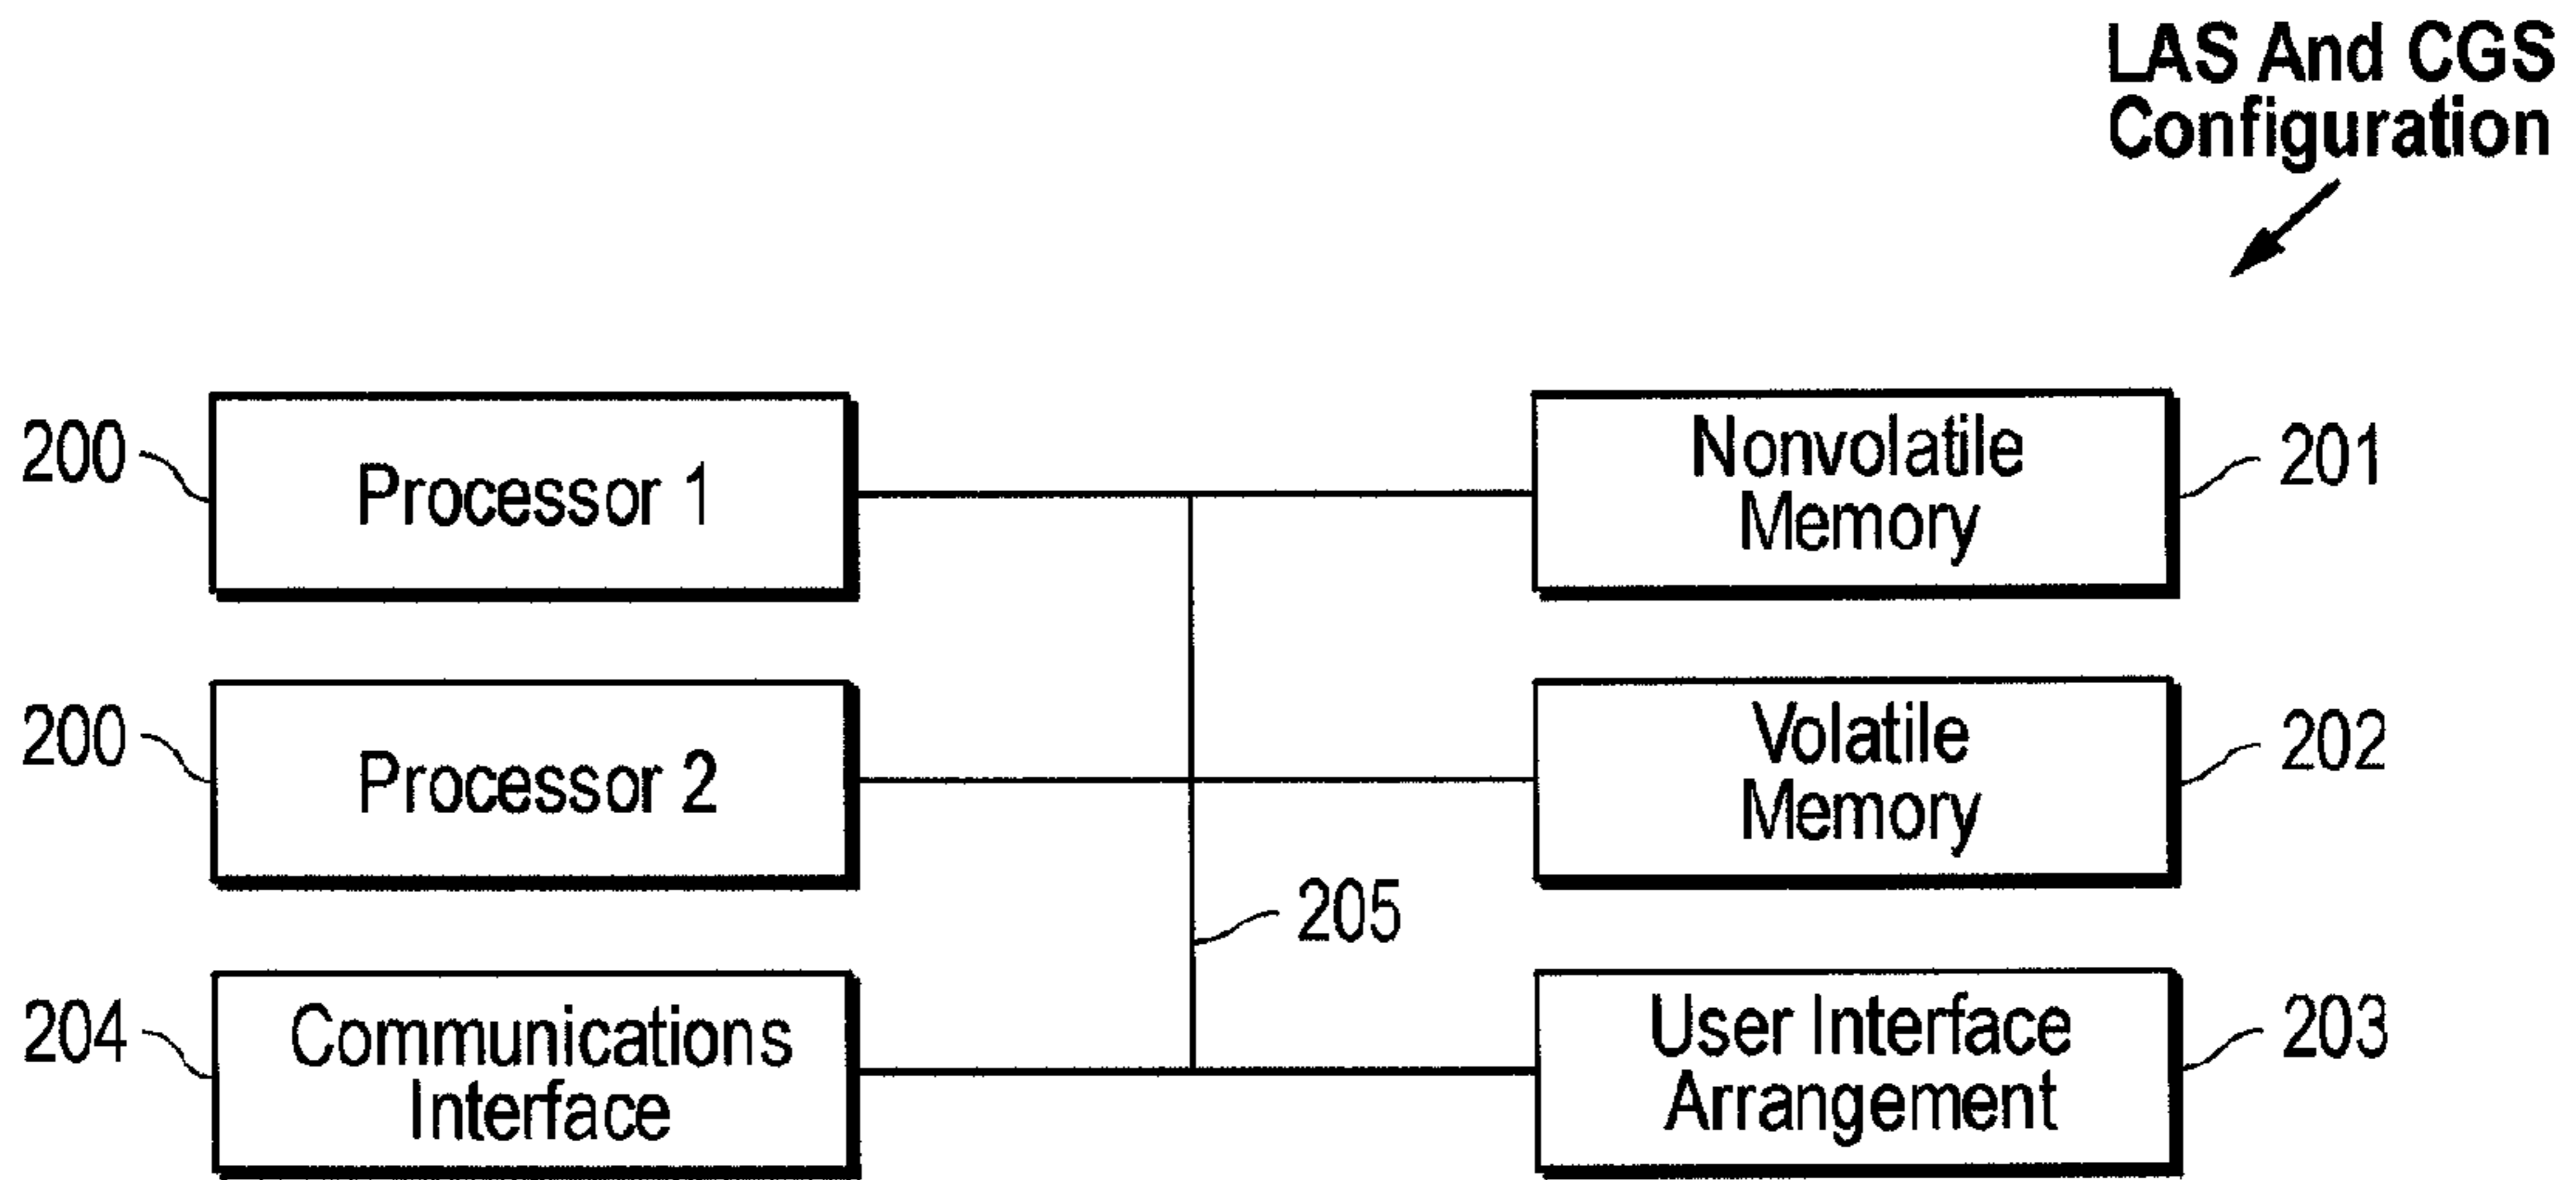 LAS And CGS
Configuration
200
Processor 1
Nonvolatile
Memory
201
200
Processor 2
Volatile
Memory
202
205
204
Communications
Interface
User Interface
Arrangement
203